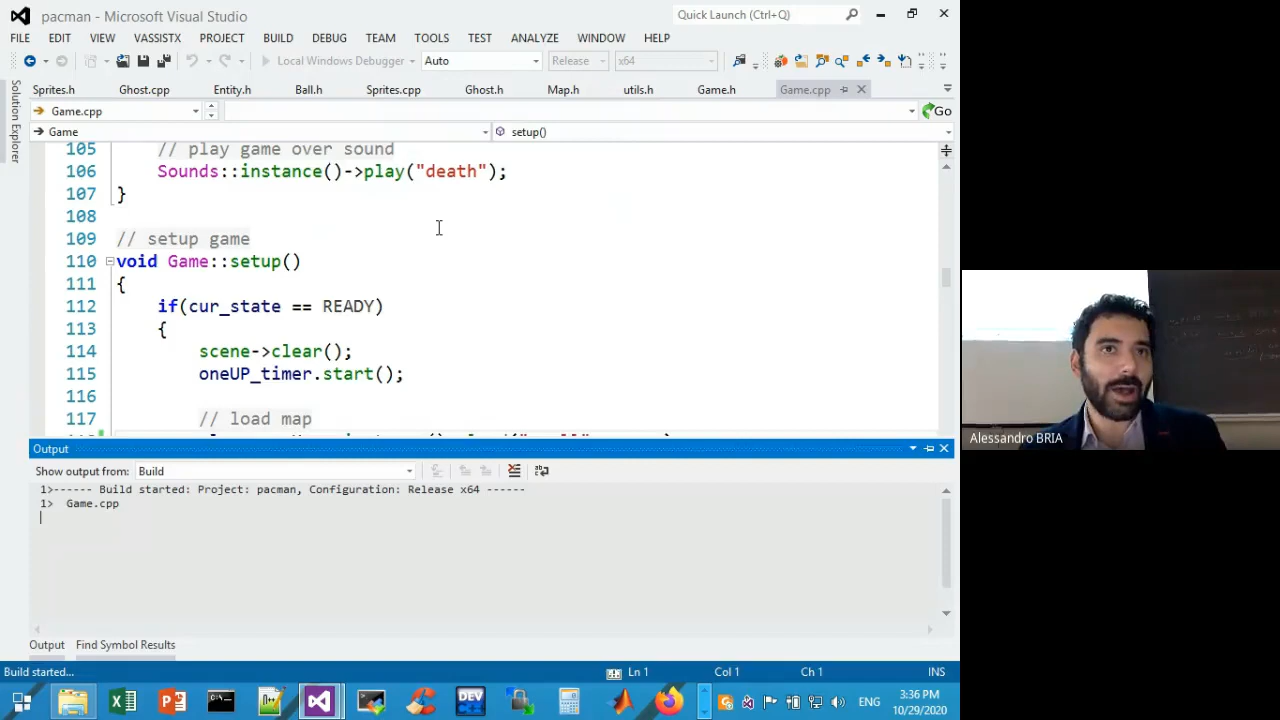 pacman - Microsoft Visual Studio
Quick Launch (Ctrl+Q)
FILE EDIT VIEW VASSISTX PROJECT BUILD DEBUG TEAM TOOLS TEST ANALYZE WINDOW HELP
Local Windows Debugger Auto Release x64
Solution Explorer
Sprites.h Ghost.cpp Entity.h Ball.h Sprites.cpp Ghost.h Map.h utils.h Game.h Game.cpp
Game.cpp Go
Game setup()
105 // play game over sound
106 Sounds::instance()->play("death");
107 }
108
109 // setup game
110 void Game::setup()
111 {
112 if(cur_state == READY)
113 {
114 scene->clear();
115 oneUP_timer.start();
116
117 // load map
Output
Show output from: Build
1>------ Build started: Project: pacman, Configuration: Release x64 ------
1> Game.cpp
Output Find Symbol Results
Build started... Ln 1 Col 1 Ch 1 INS
DEV
ENG
3:36 PM
10/29/2020
Alessandro BRIA